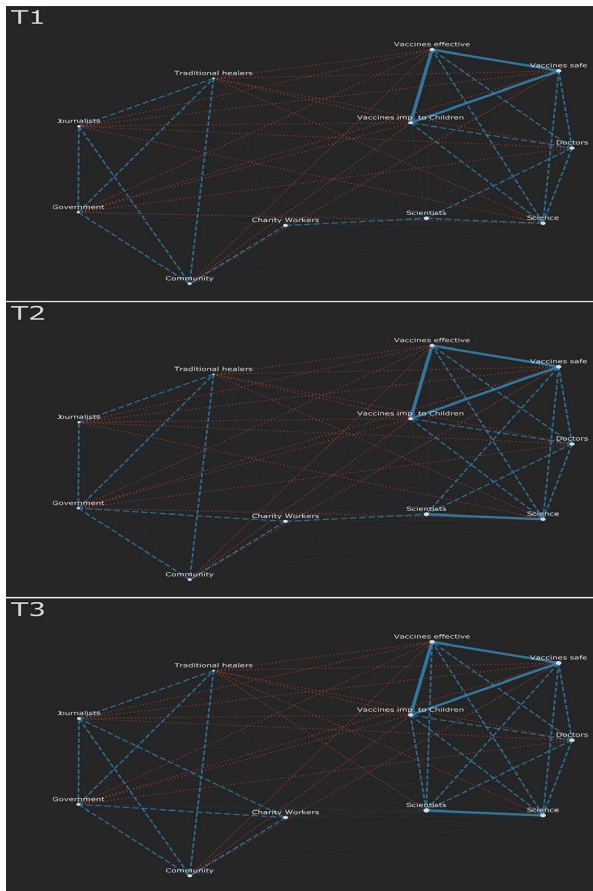 T1
Vaccines effective
Vaccines safe
Traditional healers
Journalists
Vaccines imp. to Children
Doctors
Government
Scientists
Science
Charity Workers
Community
T2
Vaccines effective
Vaccines safe
Traditional healers
Journalists
Vaccines imp. to Children
Doctors
Government
Scientists
Science
Charity Workers
Community
T3
Vaccines effective
Vaccines safe
Traditional healers
Journalists
Vaccines imp. to Children
Doctors
Government
Scientists
Science
Charity Workers
Community